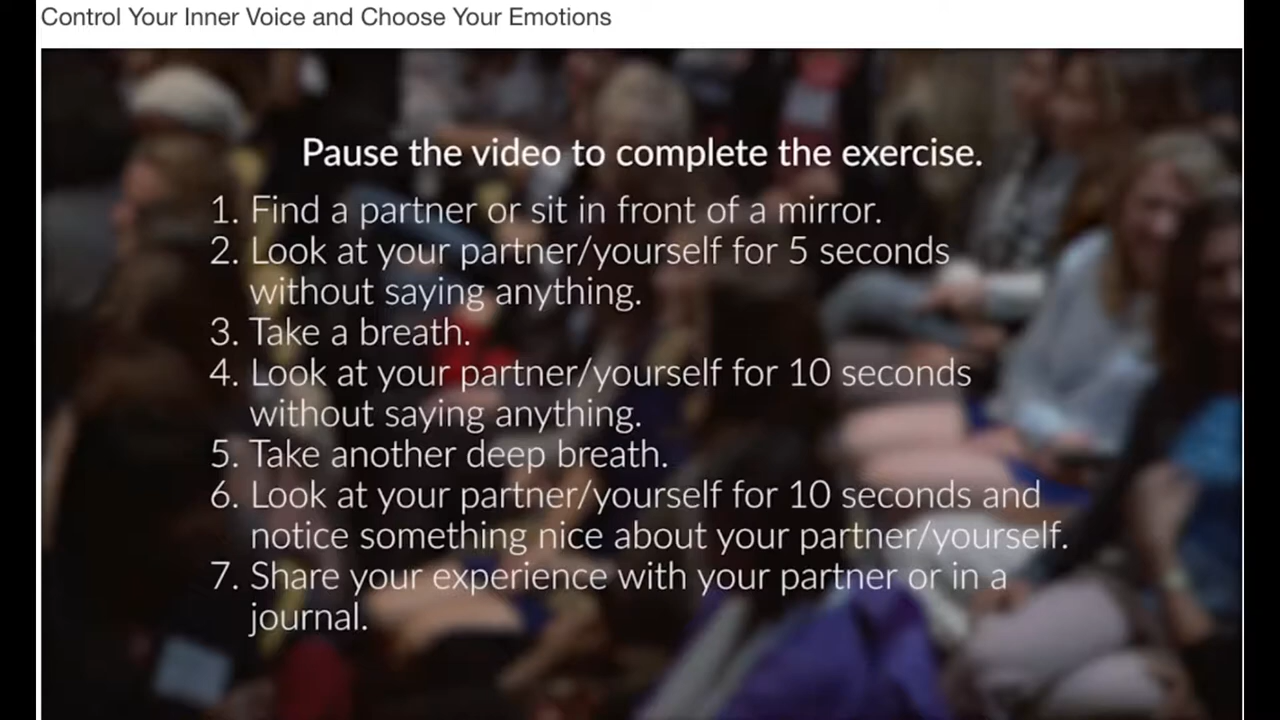 Control Your Inner Voice and Choose Your Emotions
Pause the video to complete the exercise.
1. Find a partner or sit in front of a mirror.
2. Look at your partner/yourself for 5 seconds
without saying anything.
3. Take a breath.
4. Look at your partner/yourself for 10 seconds
without saying anything.
5. Take another deep breath.
6. Look at your partner/yourself for 10 seconds and
notice something nice about your partner/yourself.
7. Share your experience with your partner or in a
journal.